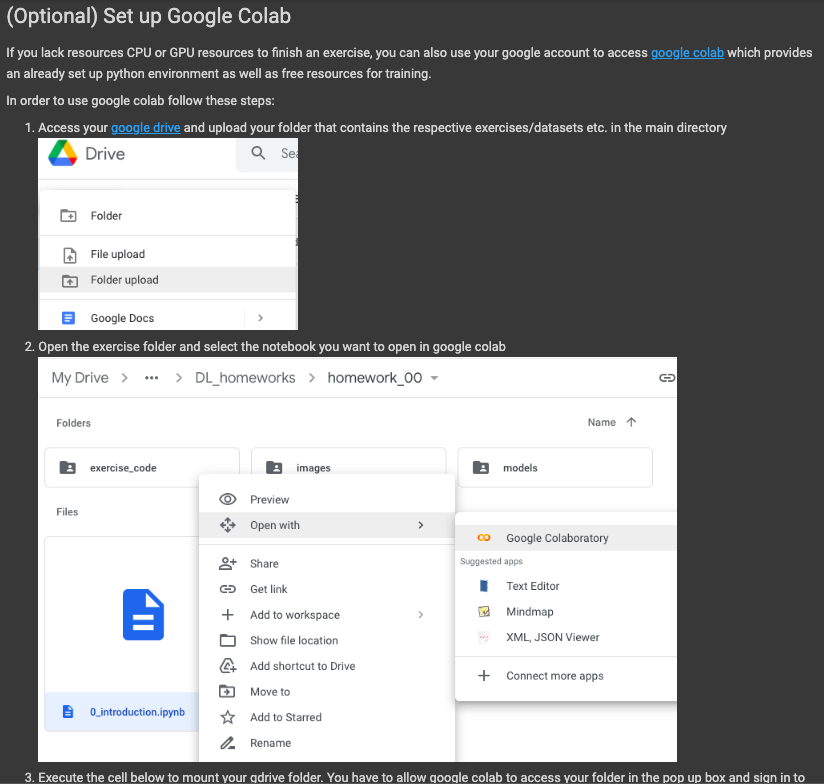 (Optional) Set up Google Colab
If you lack resources CPU or GPU resources to finish an exercise, you can also use your google account to access google colab which provides
an already set up python environment as well as free resources for training.
In order to use google colab follow these steps:
1. Access your google drive and upload your folder that contains the respective exercises/datasets etc. in the main directory
Drive
Folder
File upload
Folder upload
Google Docs
2. Open the exercise folder and select the notebook you want to open in google colab
My Drive > ... > DL_homeworks > homework_00
Folders
Name
exercise_code
images
models
Files
Preview
Open with
Google Colaboratory
Suggested apps
Share
Text Editor
Get link
Mindmap
Add to workspace
XML, JSON Viewer
Show file location
Add shortcut to Drive
Connect more apps
Move to
0_introduction.ipynb
Add to Starred
Rename
3. Execute the cell below to mount your gdrive folder. You have to allow google colab to access your folder in the pop up box and sign in to